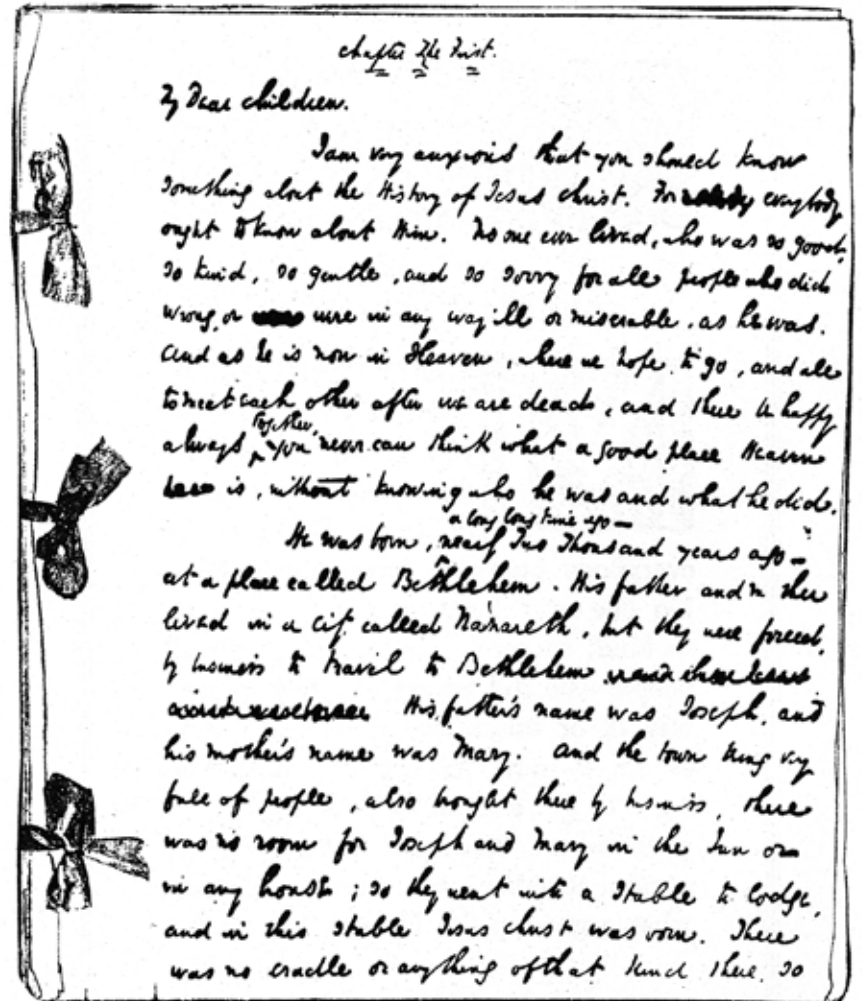 Chapter The First.
My Dear Children.
I am very anxious that you should know
something about the History of Jesus Christ. For everybody
ought to know about Him. No one ever lived, who was so good,
so kind, so gentle, and so sorry for all people who did
wrong, or were in any way ill or miserable, as he was.
And as he is now in Heaven, where we hope to go, and all
to meet each other after we are dead, and there be happy
always together, you never can think what a good place Heaven
is, without knowing who he was and what he did.
He was born, a long long time ago — nearly Two Thousand years ago —
at a place called Bethlehem. His father and mother
lived in a city called Nazareth, but they were forced,
by business to travel to Bethlehem.
His father's name was Joseph, and
his mother's name was Mary. And the town being very
full of people, also brought there by business, there
was no room for Joseph and Mary in the Inn or
in any house; so they went into a Stable to lodge,
and in this stable Jesus Christ was born. There
was no cradle or anything of that kind there, so